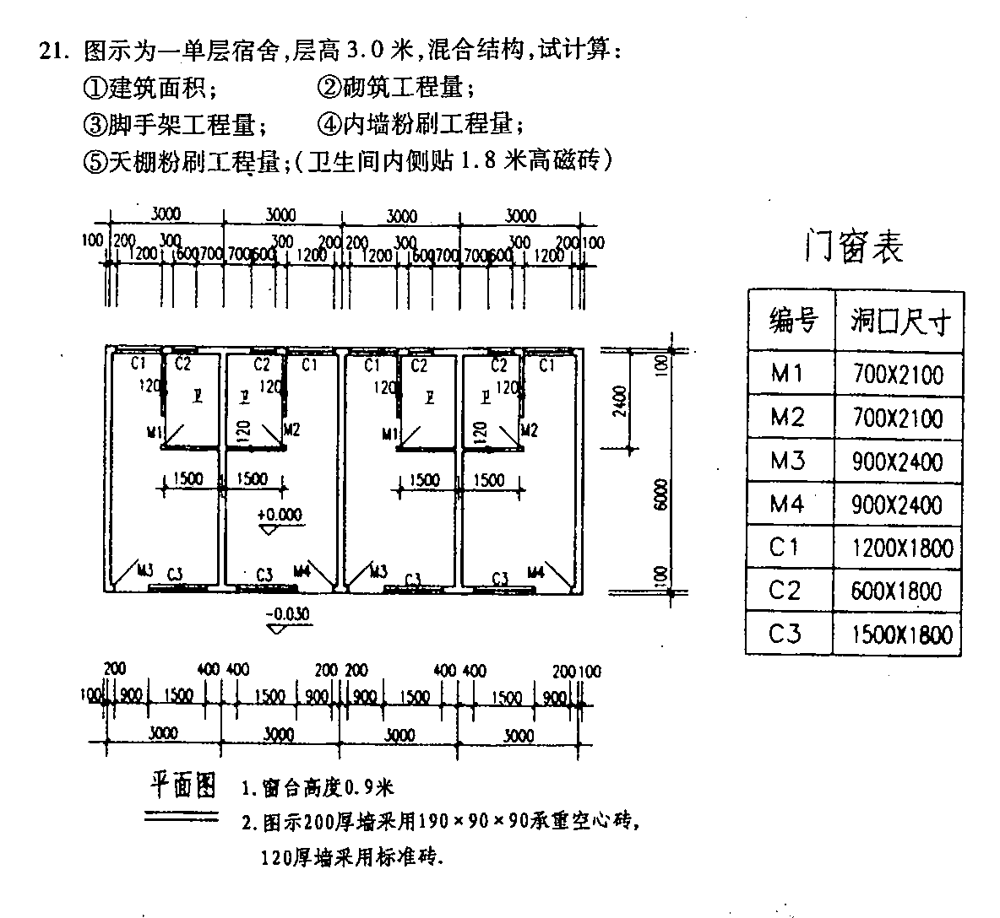 21. 图示为一单层宿舍,层高3.0米,混合结构,试计算:
①建筑面积; ②砌筑工程量;
③脚手架工程量; ④内墙粉刷工程量;
⑤天棚粉刷工程量;(卫生间内侧贴1.8米高磁砖)
3000 3000 3000 3000
100 200 300 300 200 200 300 300 200 100
1200 600 700 700 600 1200 1200 600 700 700 600 1200
C1 C2 C2 C1 C1 C2 C2 C1
120 卫 卫 120 120 卫 卫 120
M1 120 M2 M1 120 M2
1500 1500 1500 1500
+0.000
M3 C3 C3 M4 M3 C3 C3 M4
-0.030
100
2400
6000
100
200 400 400 200 200 400 400 200 100
100 900 1500 1500 900 900 1500 1500 900
3000 3000 3000 3000
平面图
1.窗台高度0.9米
2.图示200厚墙采用190×90×90承重空心砖,
120厚墙采用标准砖.
门窗表
编号 洞口尺寸
M1 700X2100
M2 700X2100
M3 900X2400
M4 900X2400
C1 1200X1800
C2 600X1800
C3 1500X1800